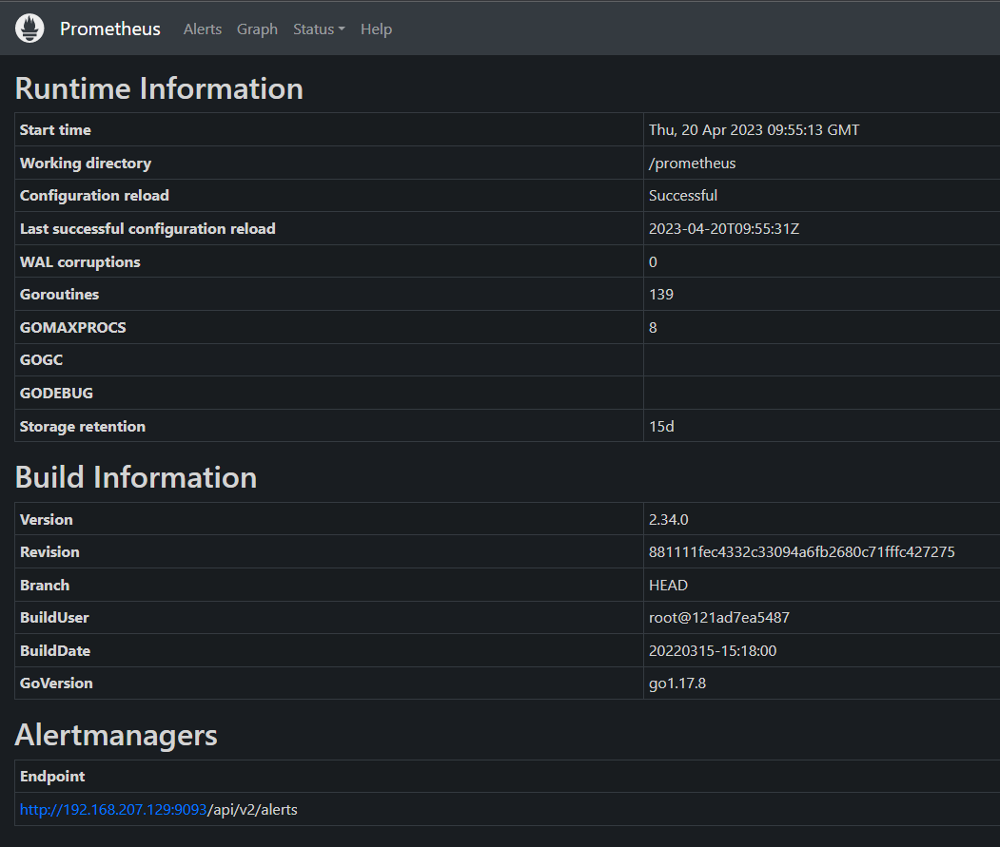 Prometheus Alerts Graph Status Help
Runtime Information
Start time Thu, 20 Apr 2023 09:55:13 GMT
Working directory /prometheus
Configuration reload Successful
Last successful configuration reload 2023-04-20T09:55:31Z
WAL corruptions 0
Goroutines 139
GOMAXPROCS 8
GOGC
GODEBUG
Storage retention 15d
Build Information
Version 2.34.0
Revision 881111fec4332c33094a6fb2680c71fffc427275
Branch HEAD
BuildUser root@121ad7ea5487
BuildDate 20220315-15:18:00
GoVersion go1.17.8
Alertmanagers
Endpoint
http://192.168.207.129:9093/api/v2/alerts